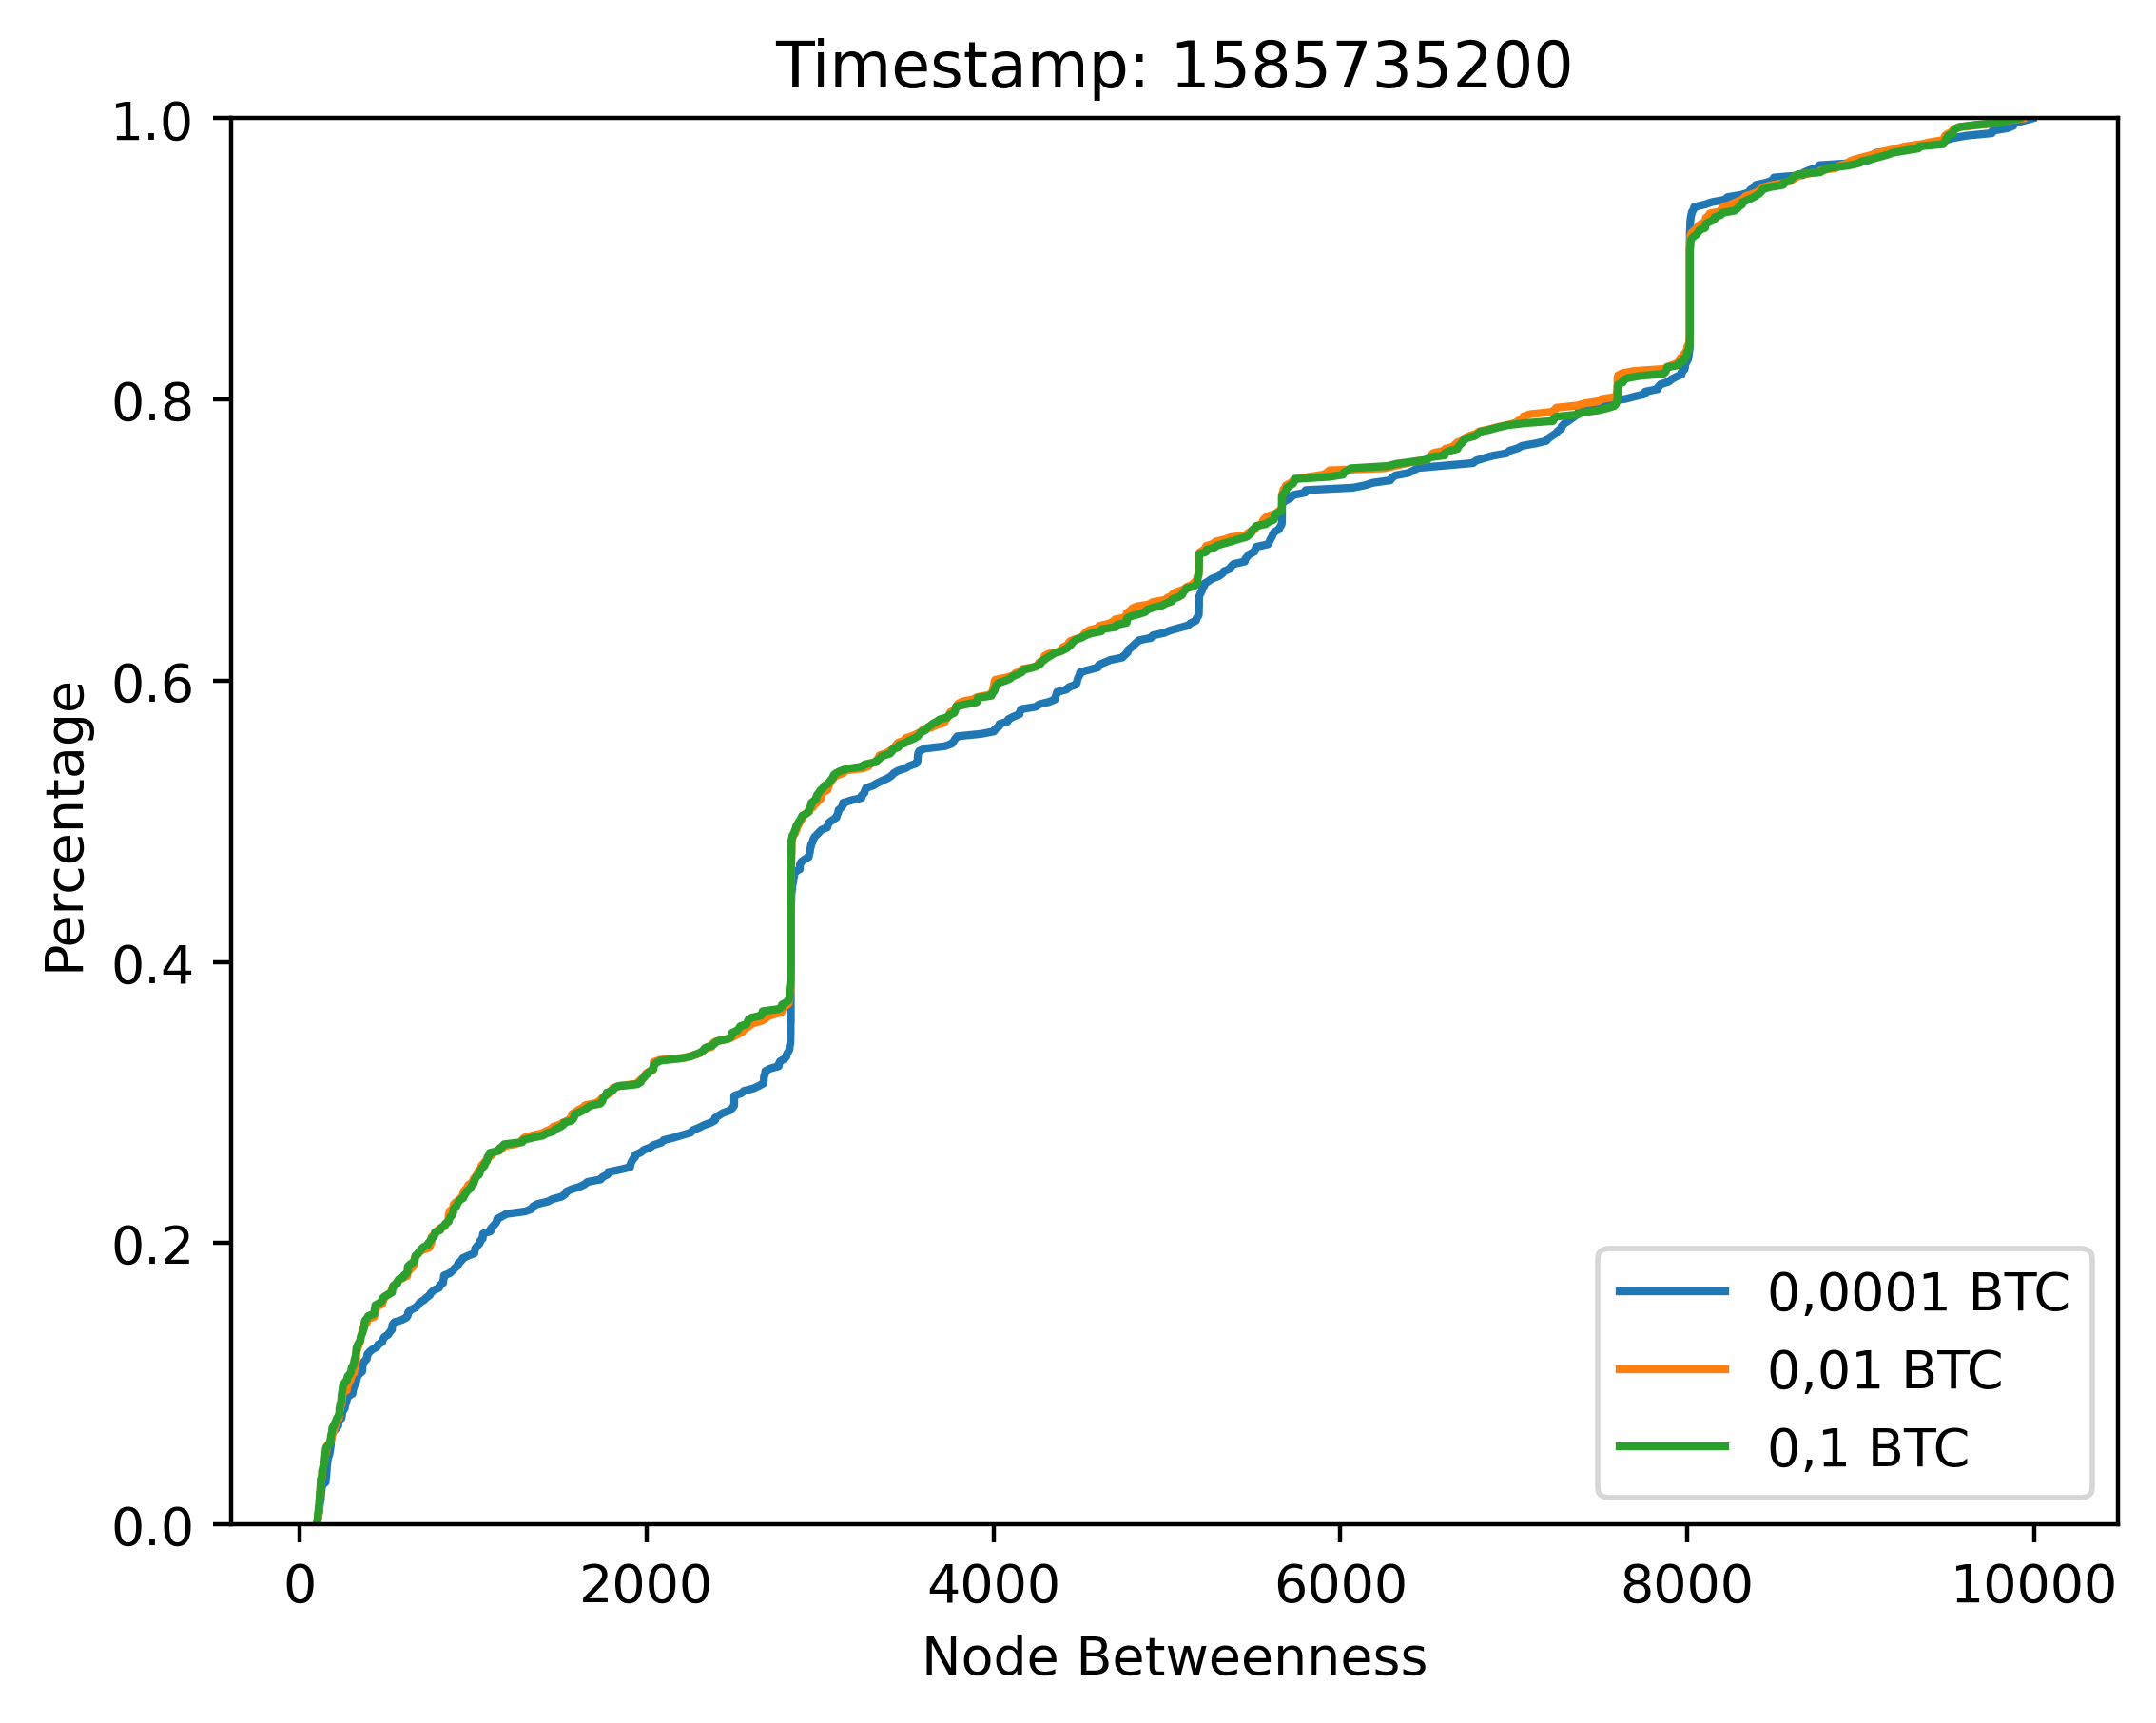 Timestamp: 1585735200
1.0
0.8
0.6
0.4
0.2
0.0
Percentage
0,0001 BTC
0,01 BTC
0,1 BTC
0 2000 4000 6000 8000 10000
Node Betweenness